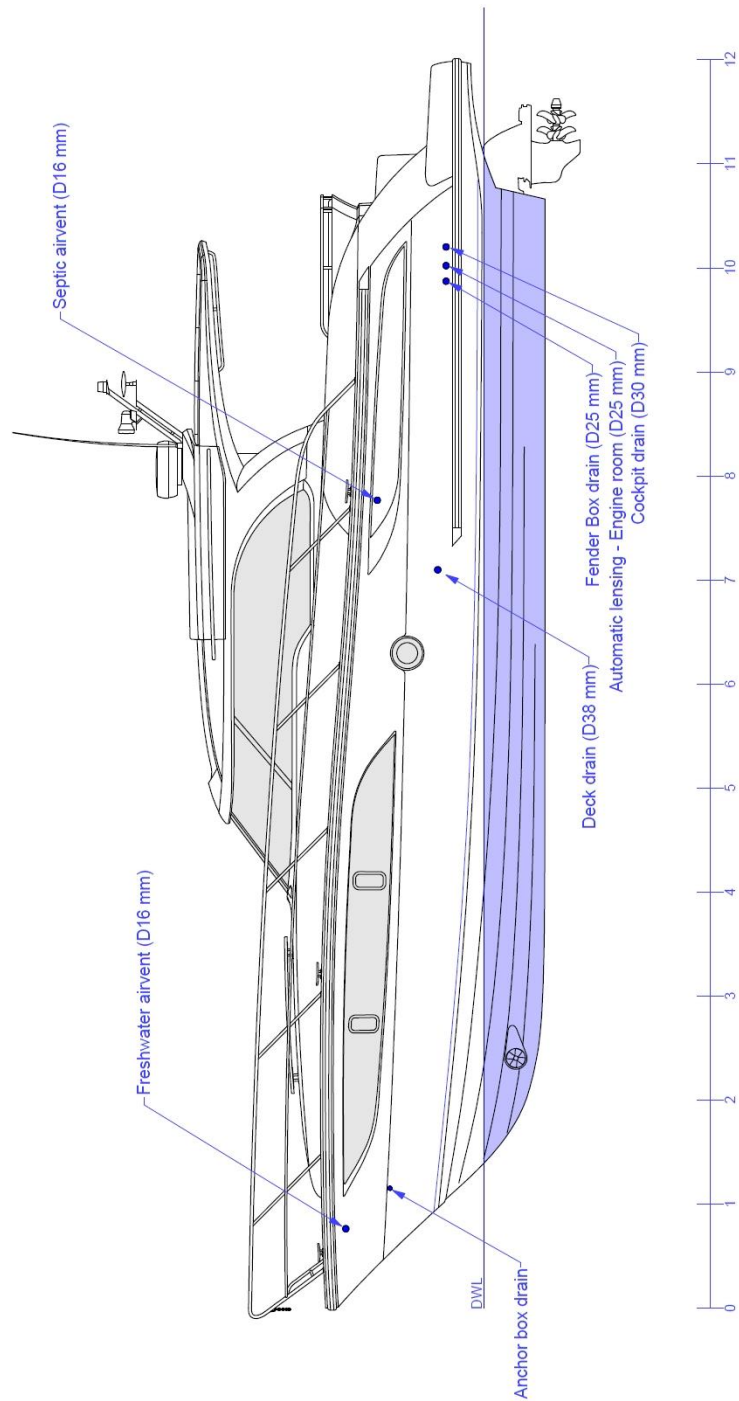 Septic airvent (D16 mm)
Freshwater airvent (D16 mm)
DWL
Anchor box drain
Deck drain (D38 mm)
Fender Box drain (D25 mm)
Automatic lensing - Engine room (D25 mm)
Cockpit drain (D30 mm)
0 1 2 3 4 5 6 7 8 9 10 11 12